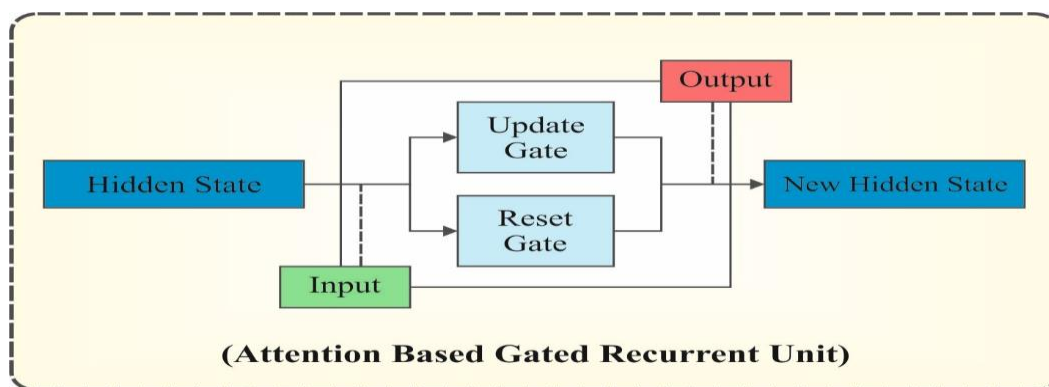 Output
Update
Gate
Hidden State
New Hidden State
Reset
Gate
Input
(Attention Based Gated Recurrent Unit)